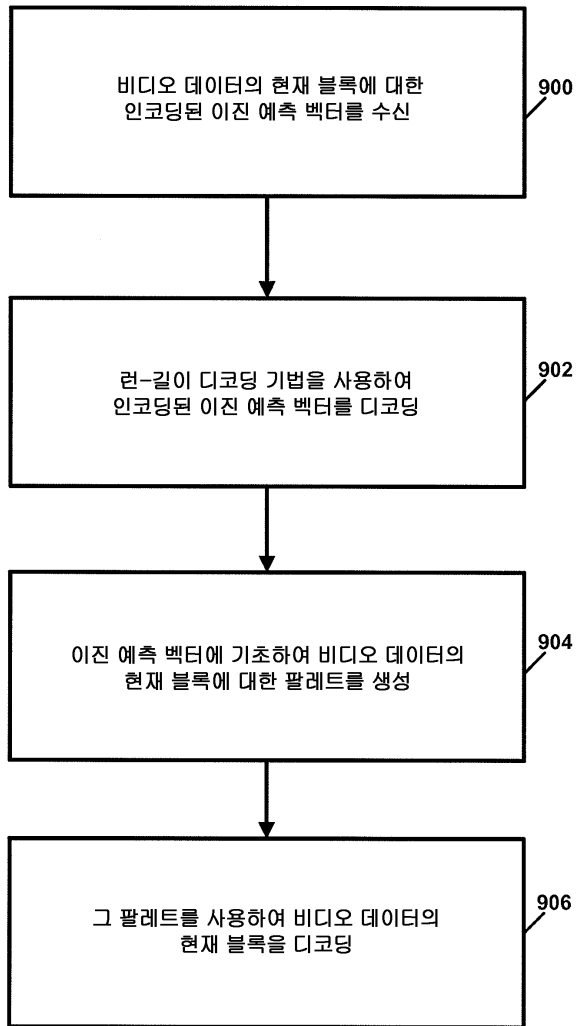 비디오 데이터의 현재 블록에 대한
인코딩된 이진 예측 벡터를 수신
900
런-길이 디코딩 기법을 사용하여
인코딩된 이진 예측 벡터를 디코딩
902
이진 예측 벡터에 기초하여 비디오 데이터의
현재 블록에 대한 팔레트를 생성
904
그 팔레트를 사용하여 비디오 데이터의
현재 블록을 디코딩
906